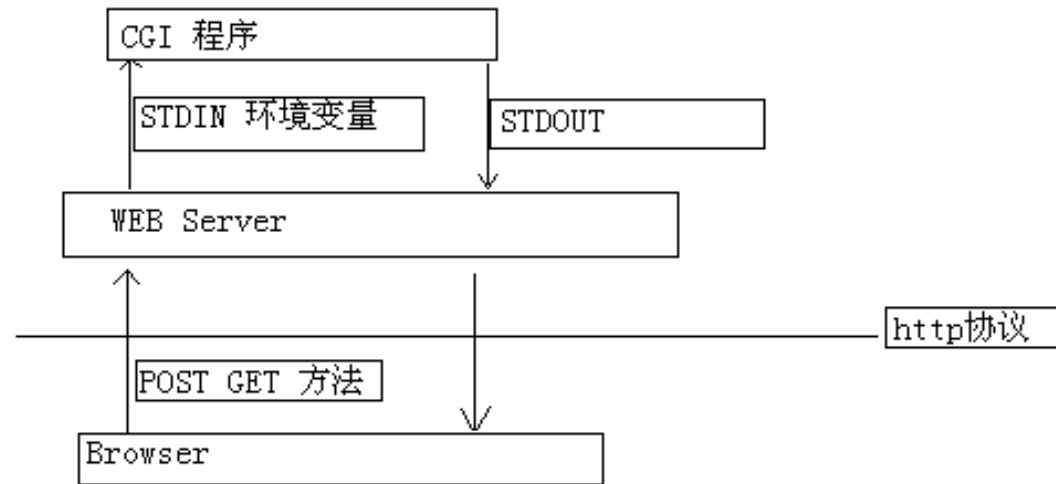 CGI 程序
STDIN 环境变量
STDOUT
WEB Server
http协议
POST GET 方法
Browser